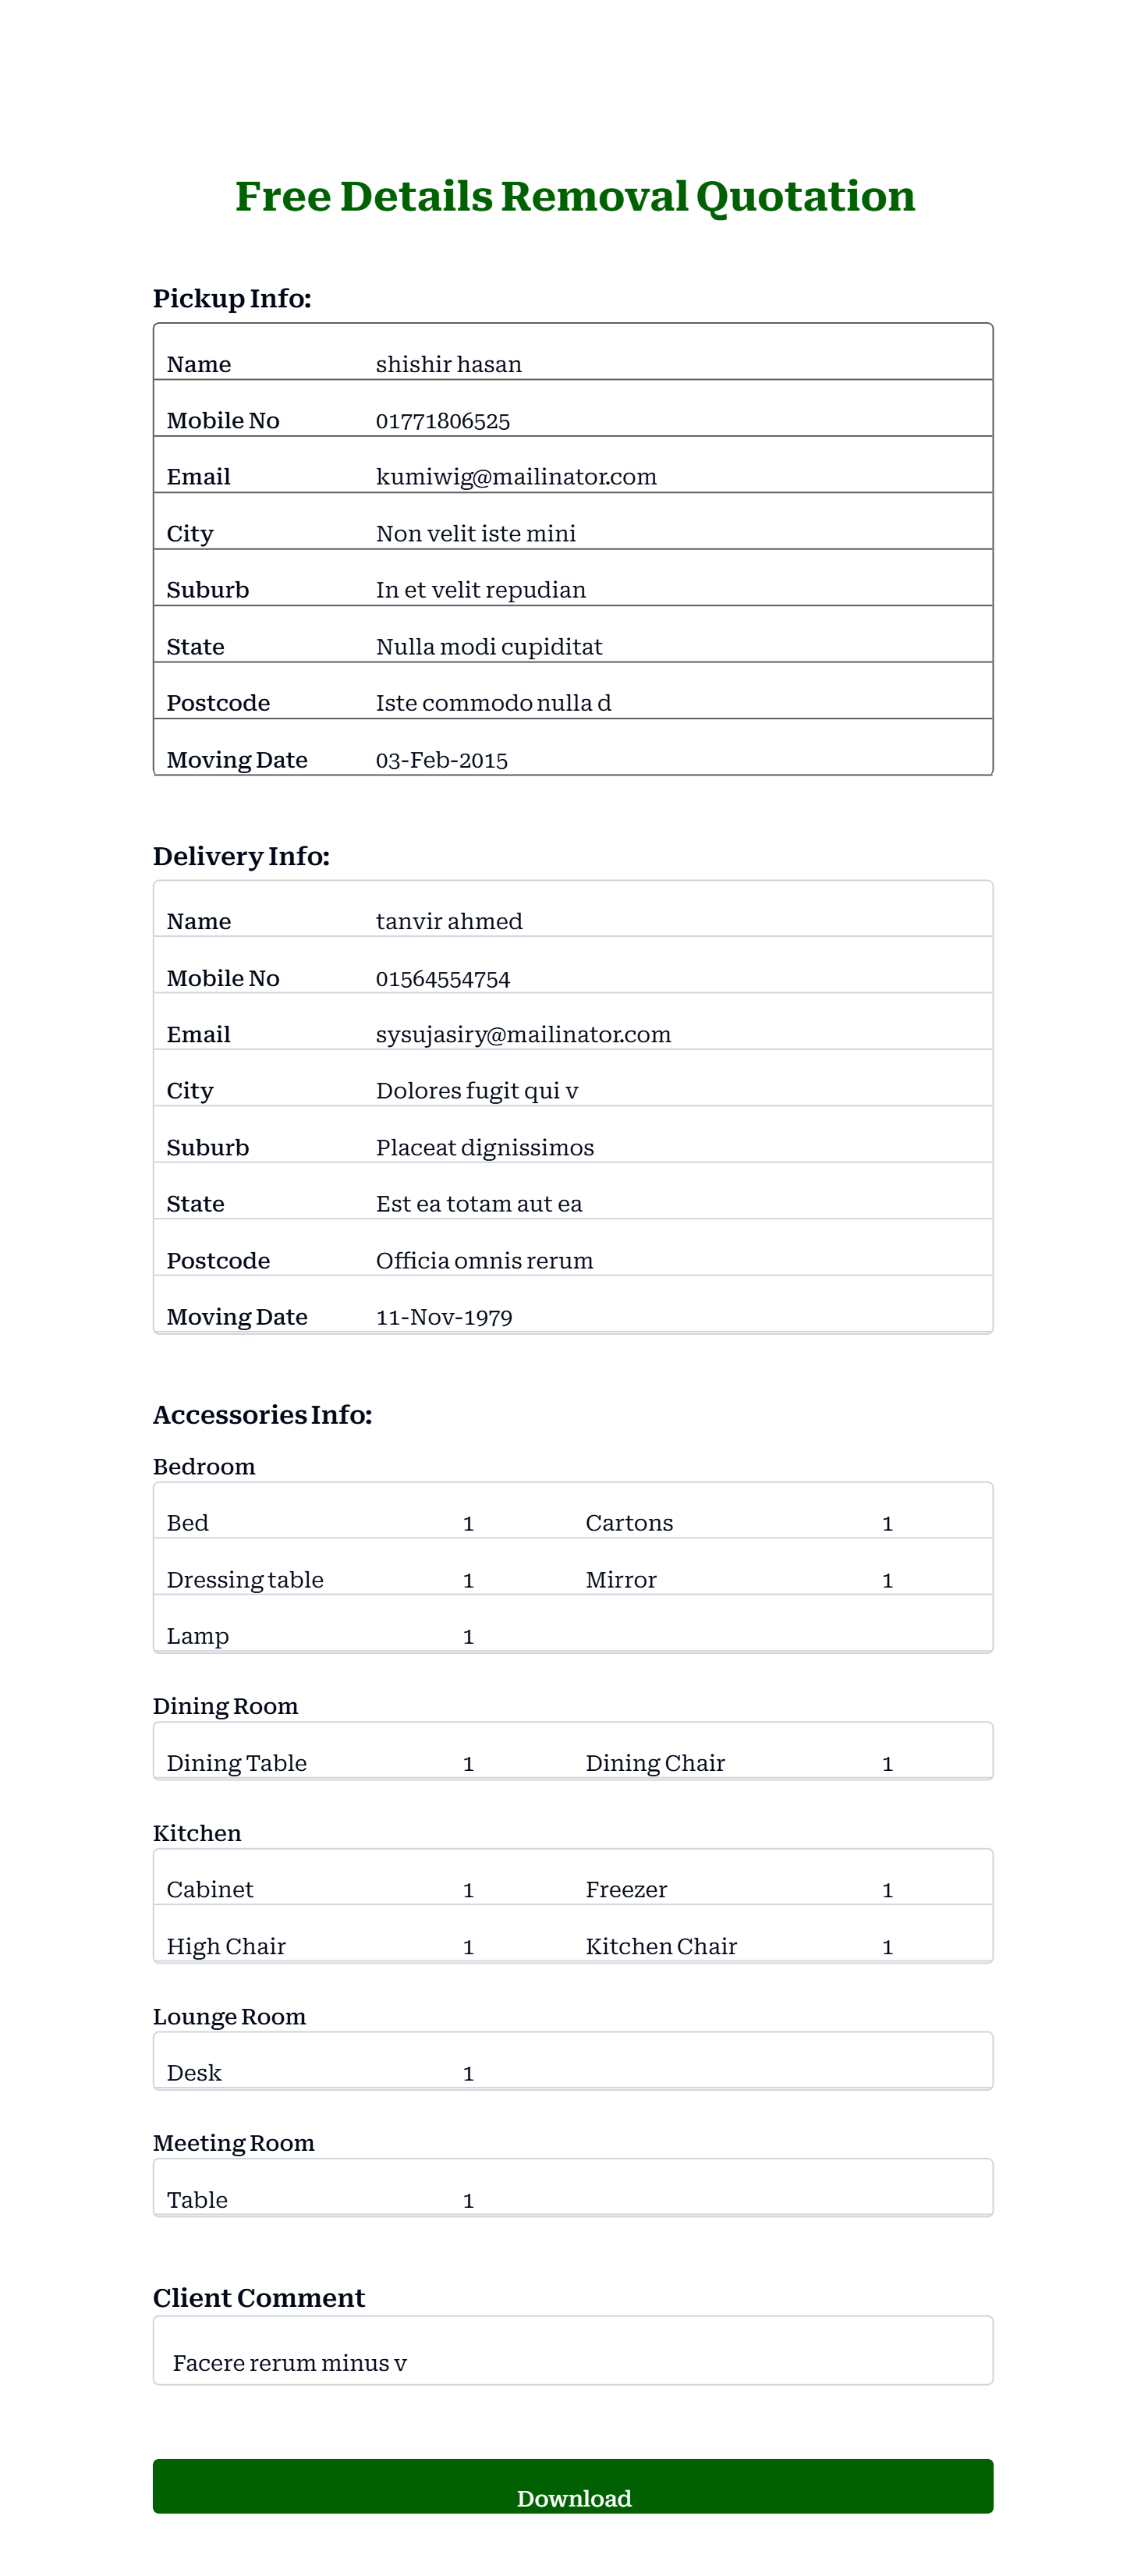 Free Details Removal Quotation
Pickup Info:
Name shishir hasan
Mobile No 01771806525
Email kumiwig@mailinator.com
City Non velit iste mini
Suburb In et velit repudian
State Nulla modi cupiditat
Postcode Iste commodo nulla d
Moving Date 03-Feb-2015
Delivery Info:
Name tanvir ahmed
Mobile No 01564554754
Email sysujasiry@mailinator.com
City Dolores fugit qui v
Suburb Placeat dignissimos
State Est ea totam aut ea
Postcode Officia omnis rerum
Moving Date 11-Nov-1979
Accessories Info:
Bedroom
Bed 1 Cartons 1
Dressing table 1 Mirror 1
Lamp 1
Dining Room
Dining Table 1 Dining Chair 1
Kitchen
Cabinet 1 Freezer 1
High Chair 1 Kitchen Chair 1
Lounge Room
Desk 1
Meeting Room
Table 1
Client Comment
Facere rerum minus v
Download